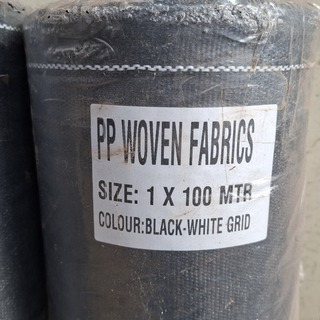 PP WOVEN FABRICS
SIZE: 1 X 100 MTR
COLOUR:BLACK-WHITE GRID